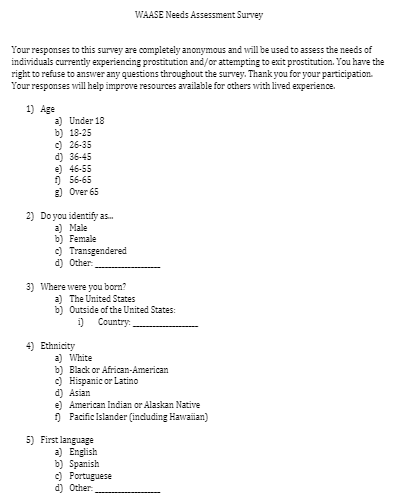 WAASE Needs Assessment Survey
Your responses to this survey are completely anonymous and will be used to assess the needs of
individuals currently experiencing prostitution and/or attempting to exit prostitution. You have the
right to refuse to answer any questions throughout the survey. Thank you for your participation.
Your responses will help improve resources available for others with lived experience.
1) Age
a) Under 18
b) 18-25
c) 26-35
d) 36-45
e) 46-55
f) 56-65
g) Over 65
2) Do you identify as...
a) Male
b) Female
c) Transgendered
d) Other: _______________
3) Where were you born?
a) The United States
b) Outside of the United States:
i) Country: _______________
4) Ethnicity
a) White
b) Black or African-American
c) Hispanic or Latino
d) Asian
e) American Indian or Alaskan Native
f) Pacific Islander (including Hawaiian)
5) First language
a) English
b) Spanish
c) Portuguese
d) Other: _______________